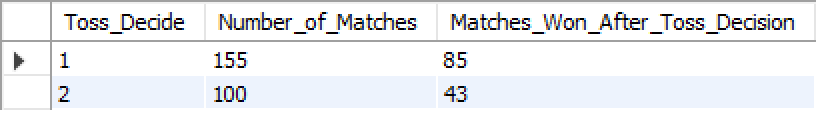 Toss_Decide Number_of_Matches Matches_Won_After_Toss_Decision
1 155 85
2 100 43